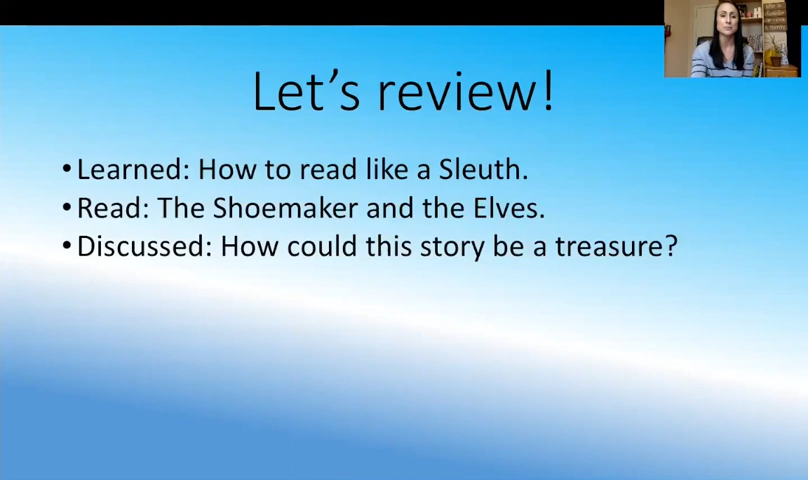 Let's review!
•Learned: How to read like a Sleuth.
•Read: The Shoemaker and the Elves.
•Discussed: How could this story be a treasure?